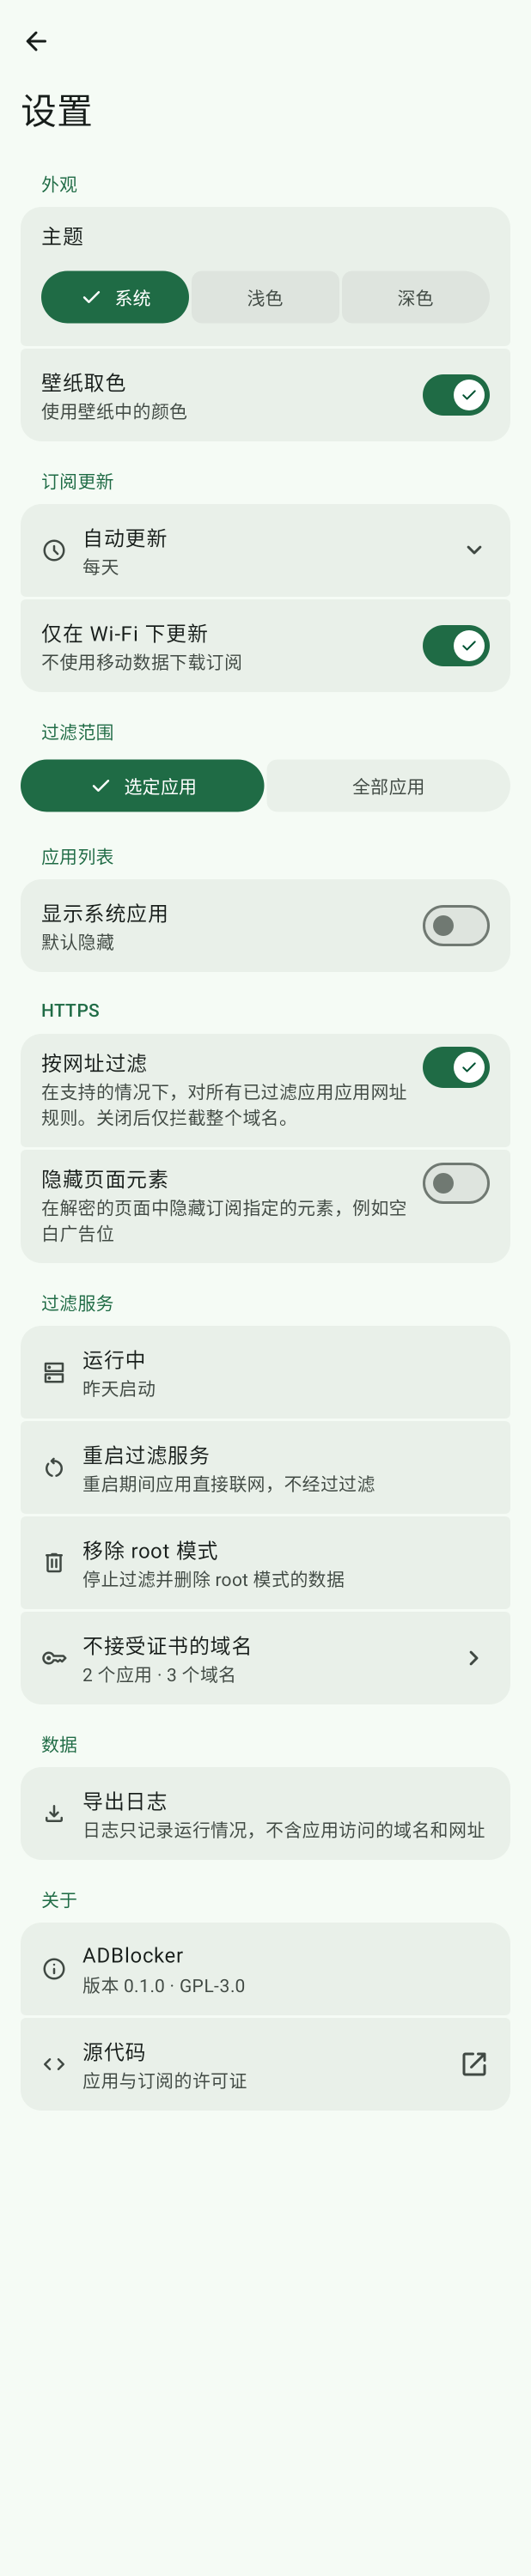 设置
外观
主题
系统
浅色
深色
壁纸取色
使用壁纸中的颜色
订阅更新
自动更新
每天
仅在 Wi-Fi 下更新
不使用移动数据下载订阅
过滤范围
选定应用
全部应用
应用列表
显示系统应用
默认隐藏
HTTPS
按网址过滤
在支持的情况下，对所有已过滤应用应用网址
规则。关闭后仅拦截整个域名。
隐藏页面元素
在解密的页面中隐藏订阅指定的元素，例如空
白广告位
过滤服务
运行中
昨天启动
重启过滤服务
重启期间应用直接联网，不经过过滤
移除 root 模式
停止过滤并删除 root 模式的数据
不接受证书的域名
2 个应用 · 3 个域名
数据
导出日志
日志只记录运行情况，不含应用访问的域名和网址
关于
ADBlocker
版本 0.1.0 · GPL-3.0
源代码
应用与订阅的许可证